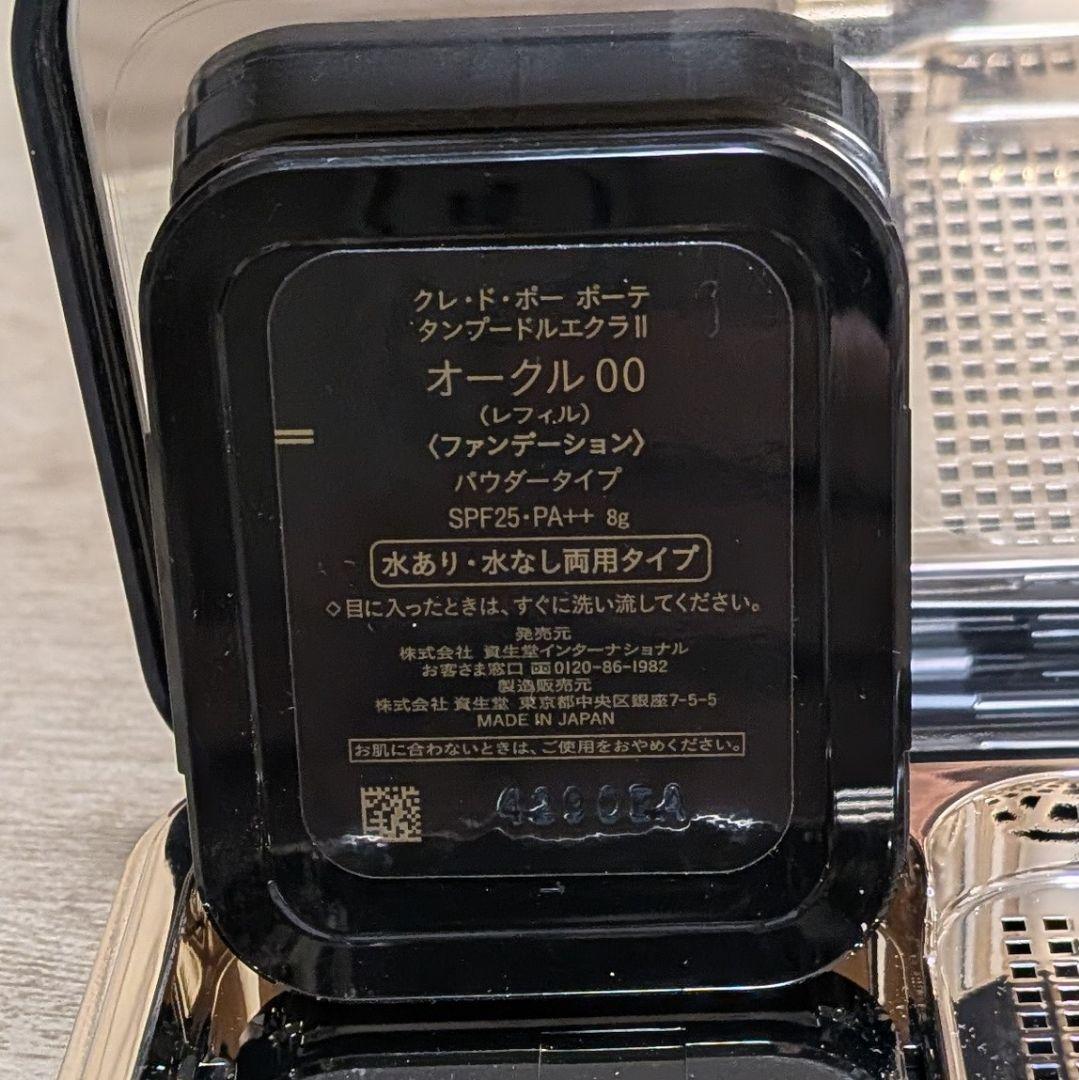 クレ・ド・ポー ボーテ
タンプードルエクラII
オークル00
（レフィル）
〈ファンデーション〉
パウダータイプ
SPF25・PA++ 8g
水あり・水なし両用タイプ
◇目に入ったときは、すぐに洗い流してください。
発売元
株式会社 資生堂インターナショナル
お客さま窓口 0120-86-1982
製造販売元
株式会社 資生堂 東京都中央区銀座7-5-5
MADE IN JAPAN
お肌に合わないときは、ご使用をおやめください。